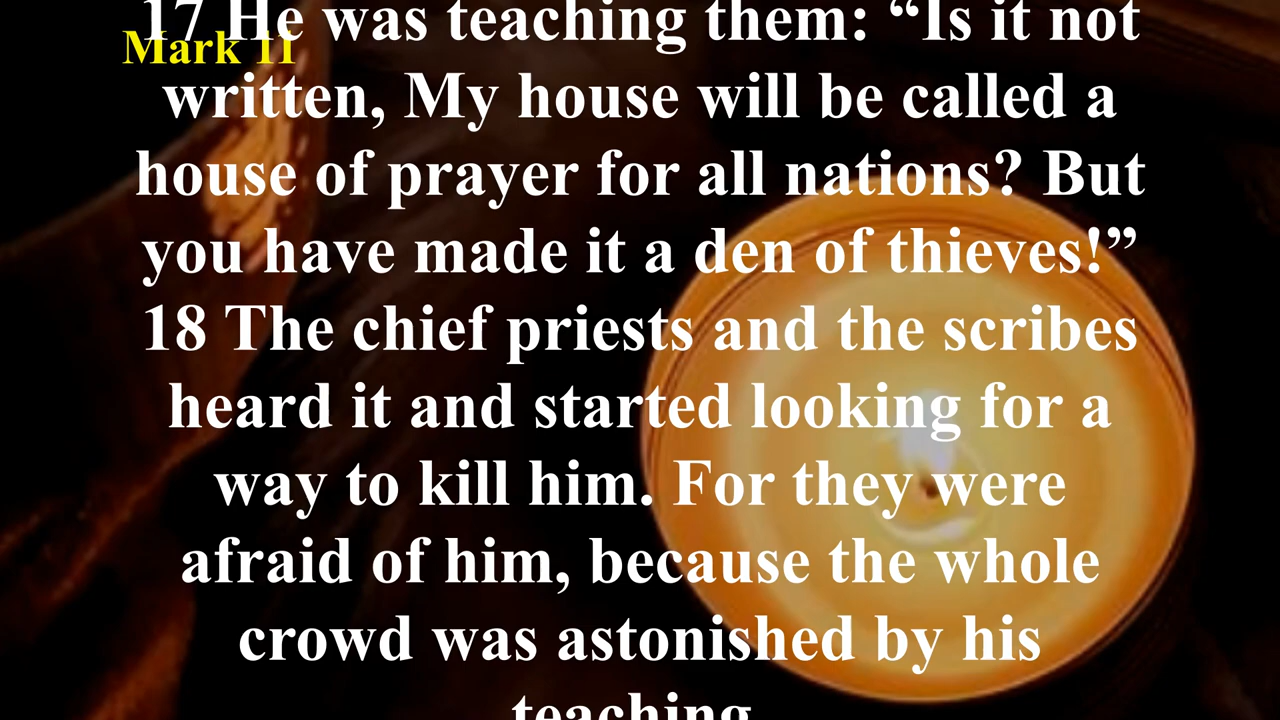 17 He was teaching them: “Is it not
Mark 11
written, My house will be called a
house of prayer for all nations? But
you have made it a den of thieves!”
18 The chief priests and the scribes
heard it and started looking for a
way to kill him. For they were
afraid of him, because the whole
crowd was astonished by his
teaching.